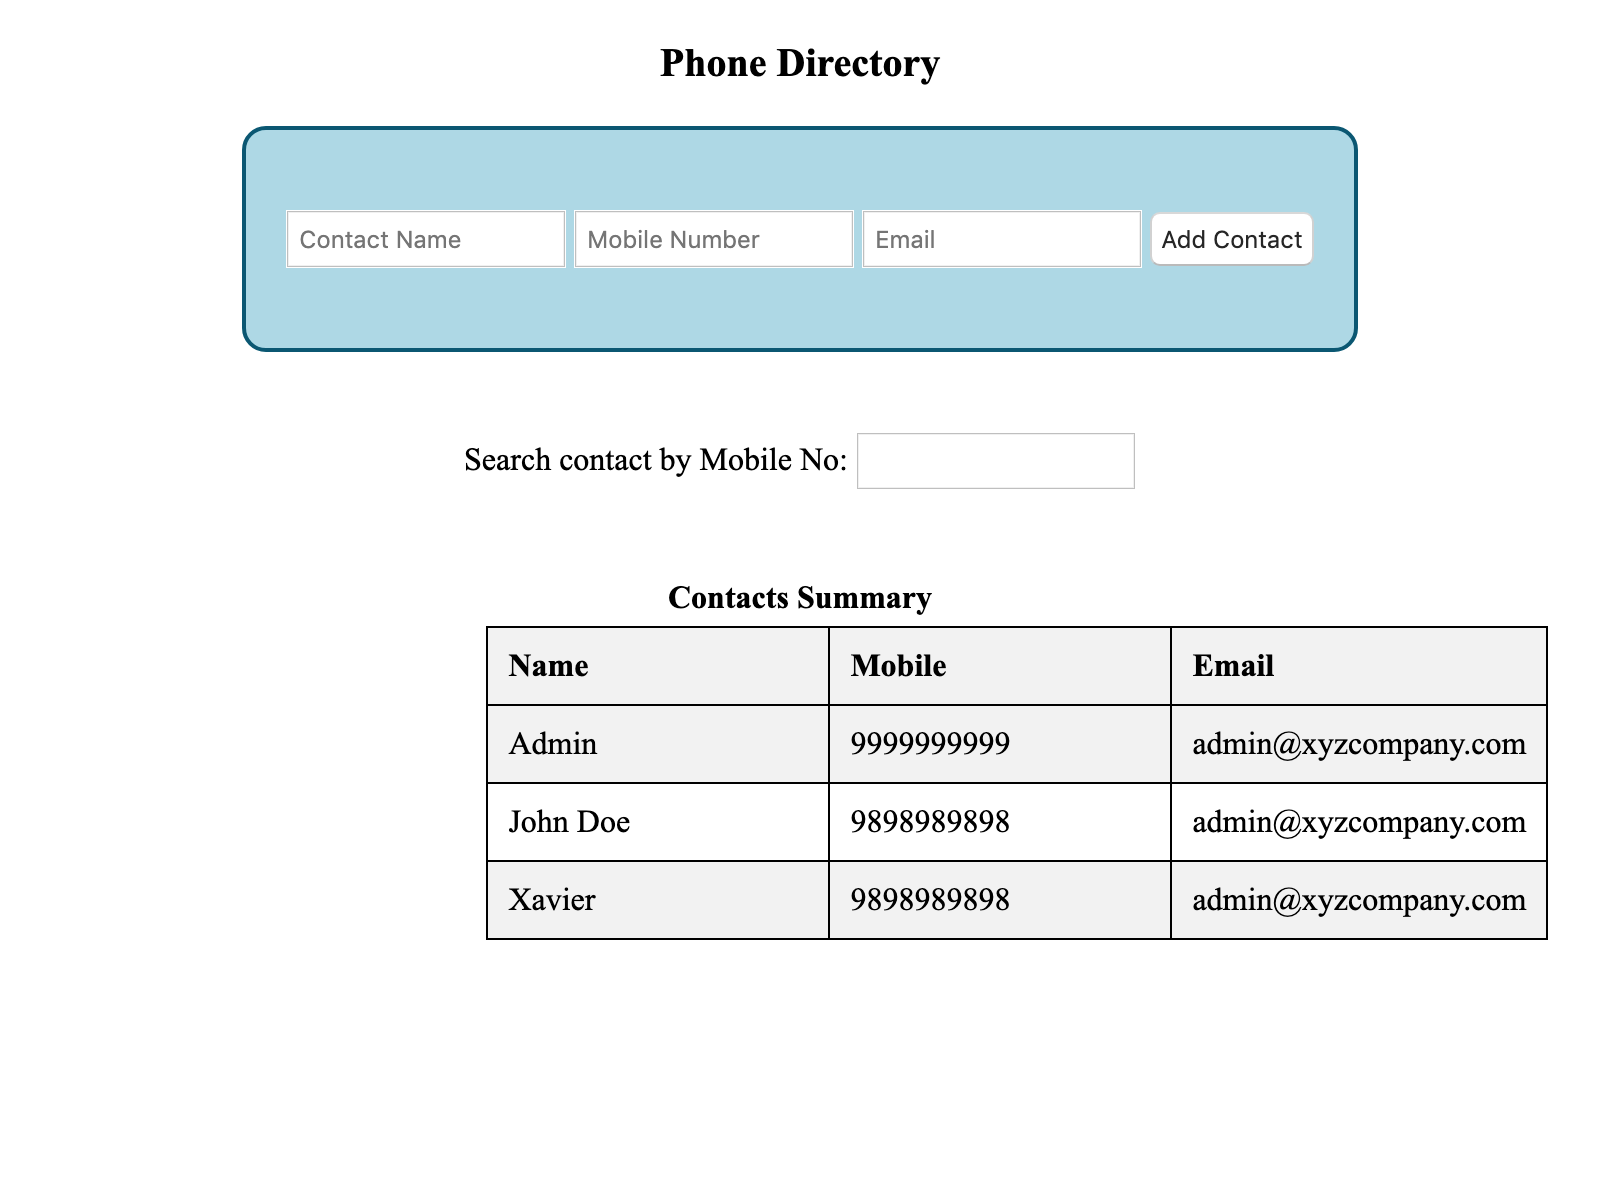 Phone Directory
Contact Name Mobile Number Email Add Contact
Search contact by Mobile No:
Contacts Summary
Name Mobile Email
Admin 9999999999 admin@xyzcompany.com
John Doe 9898989898 admin@xyzcompany.com
Xavier 9898989898 admin@xyzcompany.com